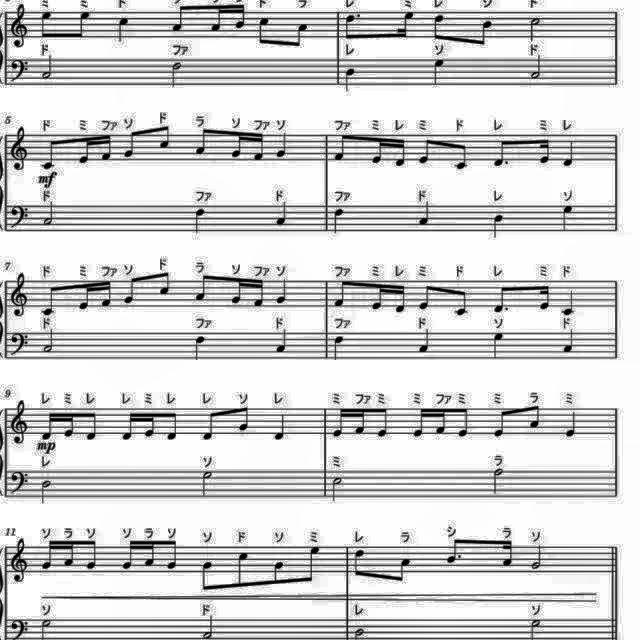 ミ ミ ド ラ ド ラ レ ミ レ ソ ド
ド ファ レ ソ ド
5
ド ミ ファ ソ ド ラ ソ ファ ソ ファ ミ レ ミ ド レ ミ レ
mf
ド ファ ド ファ ド レ ソ
7
ド ミ ファ ソ ド ラ ソ ファ ソ ファ ミ レ ミ ド レ ミ ド
ド ファ ド ファ ド ソ ド
9
レ ミ レ レ ミ レ レ ソ レ ミ ファ ミ ミ ファ ミ ミ ラ ミ
mp
レ ソ ミ ラ
11
ソ ラ ソ ソ ラ ソ ソ ド ソ ミ レ ラ シ ラ ソ
ソ ド レ ソ